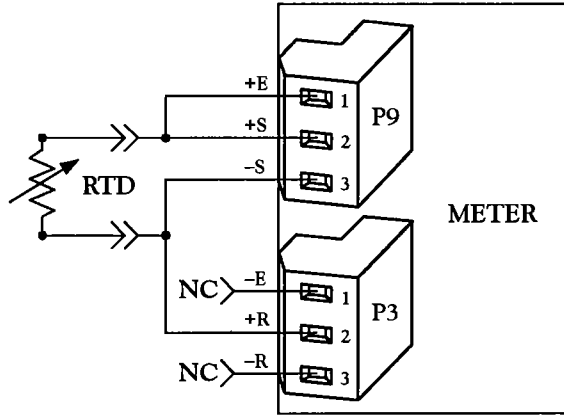 +E
1
P9
+S
2
-S
3
RTD
METER
NC
-E
1
P3
+R
2
NC
-R
3